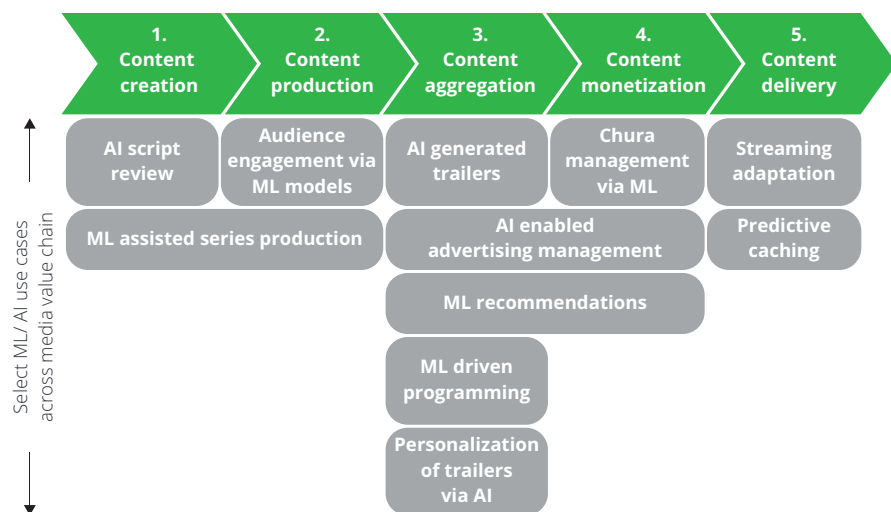 1.
Content
creation
2.
Content
production
3.
Content
aggregation
4.
Content
monetization
5.
Content
delivery
Select ML/ AI use cases
across media value chain
AI script
review
Audience
engagement via
ML models
AI generated
trailers
Chura
management
via ML
Streaming
adaptation
ML assisted series production
AI enabled
advertising management
Predictive
caching
ML recommendations
ML driven
programming
Personalization
of trailers
via AI